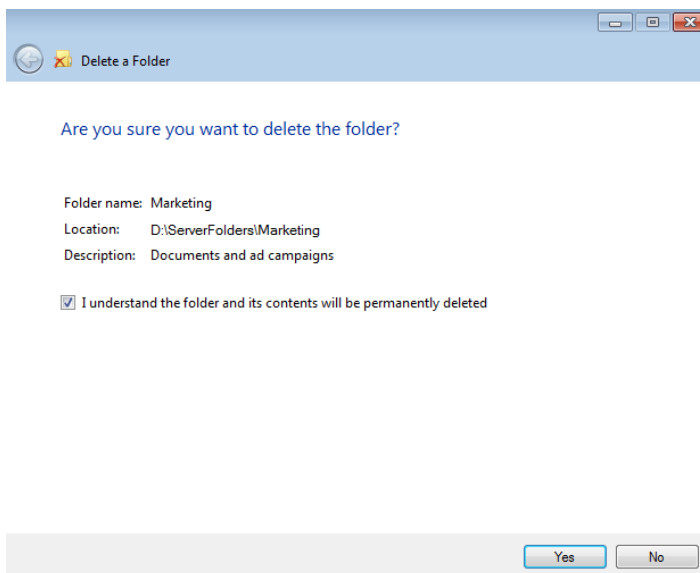 Delete a Folder
Are you sure you want to delete the folder?
Folder name: Marketing
Location: D:\ServerFolders\Marketing
Description: Documents and ad campaigns
I understand the folder and its contents will be permanently deleted
Yes No